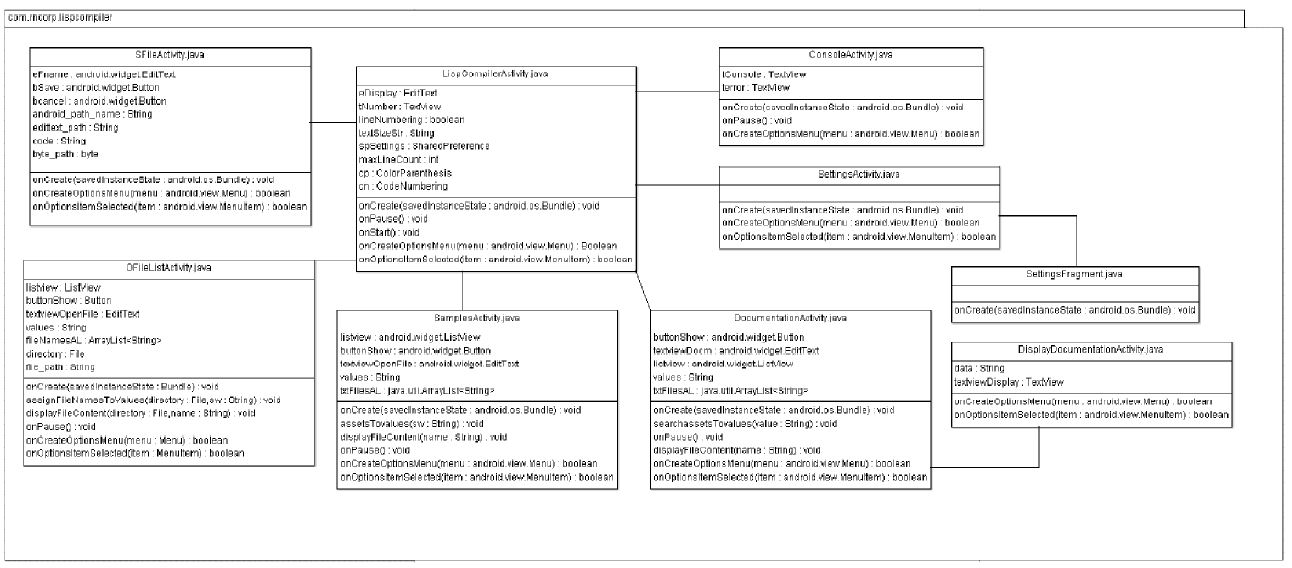 com.mcorp.lispcompiler
SFileActivity.java
eFname : android.widget.EditText
bSave : android.widget.Button
bcancel : android.widget.Button
android_path_name : String
edittext_path : String
code : String
byte_path : byte
onCreate(savedInstanceState : android.os.Bundle) : void
onCreateOptionsMenu(menu : android.view.Menu) : boolean
onOptionsItemSelected(item : android.view.MenuItem) : boolean
OFileListActivity.java
listview : ListView
buttonShow : Button
textviewOpenFile : EditText
values : String
fileNamesAL : ArrayList<String>
directory : File
file_path : String
onCreate(savedInstanceState : Bundle) : void
assignFileNamesToValues(directory : File,sw : String) : void
displayFileContent(directory : File,name : String) : void
onPause() : void
onCreateOptionsMenu(menu : Menu) : boolean
onOptionsItemSelected(item : MenuItem) : boolean
LispCompilerActivity.java
eDisplay : EditText
tNumber : TextView
lineNumbering : boolean
textSizeStr : String
spSettings : SharedPreference
maxLineCount : int
cp : ColorParenthesis
cn : CodeNumbering
onCreate(savedInstanceState : android.os.Bundle) : void
onPause() : void
onStart() : void
onCreateOptionsMenu(menu : android.view.Menu) : Boolean
onOptionsItemSelected(item : android.view.MenuItem) : boolean
SamplesActivity.java
listview : android.widget.ListView
buttonShow : android.widget.Button
textviewOpenFile : android.widget.EditText
values : String
txtFilesAL : java.util.ArrayList<String>
onCreate(savedInstanceState : android.os.Bundle) : void
assetsTovalues(sw : String) : void
displayFileContent(name : String) : void
onPause() : void
onCreateOptionsMenu(menu : android.view.Menu) : boolean
onOptionsItemSelected(item : android.view.MenuItem) : boolean
ConsoleActivity.java
tConsole : TextView
terror : TextView
onCreate(savedInstanceState : android.os.Bundle) : void
onPause() : void
onCreateOptionsMenu(menu : android.view.Menu) : boolean
SettingsActivity.java
onCreate(savedInstanceState : android.os.Bundle) : void
onCreateOptionsMenu(menu : android.view.Menu) : boolean
onOptionsItemSelected(item : android.view.MenuItem) : boolean
SettingsFragment.java
onCreate(savedInstanceState : android.os.Bundle) : void
DocumentationActivity.java
buttonShow : android.widget.Button
textviewDocm : android.widget.EditText
listview : android.widget.ListView
values : String
txtFilesAL : java.util.ArrayList<String>
onCreate(savedInstanceState : android.os.Bundle) : void
searchassetsTovalues(value : String) : void
onPause() : void
displayFileContent(name : String) : void
onCreateOptionsMenu(menu : android.view.Menu) : boolean
onOptionsItemSelected(item : android.view.MenuItem) : boolean
DisplayDocumentationActivity.java
data : String
textviewDisplay : TextView
onCreateOptionsMenu(menu : android.view.Menu) : boolean
onOptionsItemSelected(item : android.view.MenuItem) : boolean